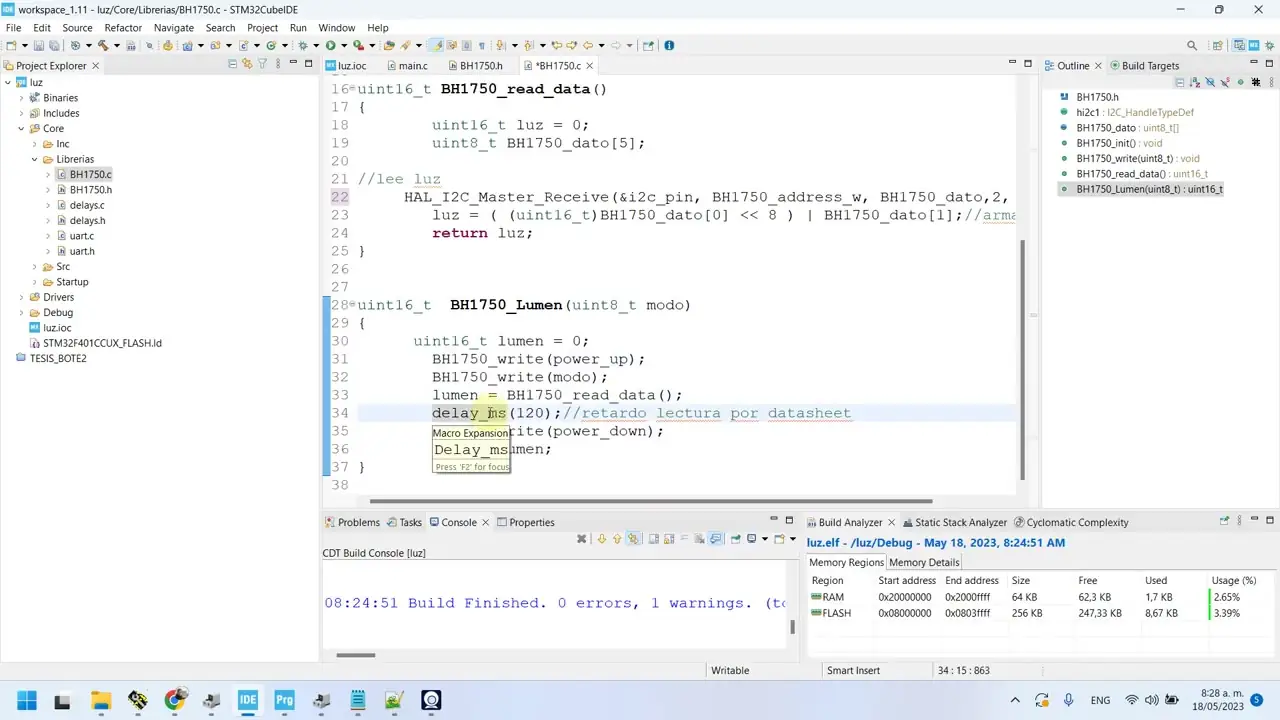 IDE workspace_1.11 - luz/Core/Librerias/BH1750.c - STM32CubeIDE
File Edit Source Refactor Navigate Search Project Run Window Help
Project Explorer
luz
Binaries
Includes
Core
Inc
Librerias
BH1750.c
BH1750.h
delays.c
delays.h
uart.c
uart.h
Src
Startup
Drivers
Debug
MX luz.ioc
STM32F401CCUX_FLASH.ld
TESIS_BOTE2
MX luz.ioc main.c BH1750.h *BH1750.c
16 uint16_t BH1750_read_data()
17 {
18 uint16_t luz = 0;
19 uint8_t BH1750_dato[5];
20
21 //lee luz
22 HAL_I2C_Master_Receive(&i2c_pin, BH1750_address_w, BH1750_dato,2,
23 luz = ( (uint16_t)BH1750_dato[0] << 8 ) | BH1750_dato[1];//arma
24 return luz;
25 }
26
27
28 uint16_t BH1750_Lumen(uint8_t modo)
29 {
30 uint16_t lumen = 0;
31 BH1750_write(power_up);
32 BH1750_write(modo);
33 lumen = BH1750_read_data();
34 delay_ms(120);//retardo lectura por datasheet
35 rite(power_down);
36 umen;
37 }
38
Macro Expansion
Delay_ms
Press 'F2' for focus
Outline Build Targets
BH1750.h
hi2c1 : I2C_HandleTypeDef
BH1750_dato : uint8_t[]
BH1750_init() : void
BH1750_write(uint8_t) : void
BH1750_read_data() : uint16_t
BH1750_Lumen(uint8_t) : uint16_t
Problems Tasks Console Properties
CDT Build Console [luz]
08:24:51 Build Finished. 0 errors, 1 warnings. (to
Build Analyzer Static Stack Analyzer Cyclomatic Complexity
luz.elf - /luz/Debug - May 18, 2023, 8:24:51 AM
Memory Regions Memory Details
Region Start address End address Size Free Used Usage (%)
RAM 0x20000000 0x2000ffff 64 KB 62,3 KB 1,7 KB 2.65%
FLASH 0x08000000 0x0803ffff 256 KB 247,33 KB 8,67 KB 3.39%
Writable Smart Insert 34 : 15 : 863
IDE Prg ENG 8:28 a. m.
18/05/2023 5